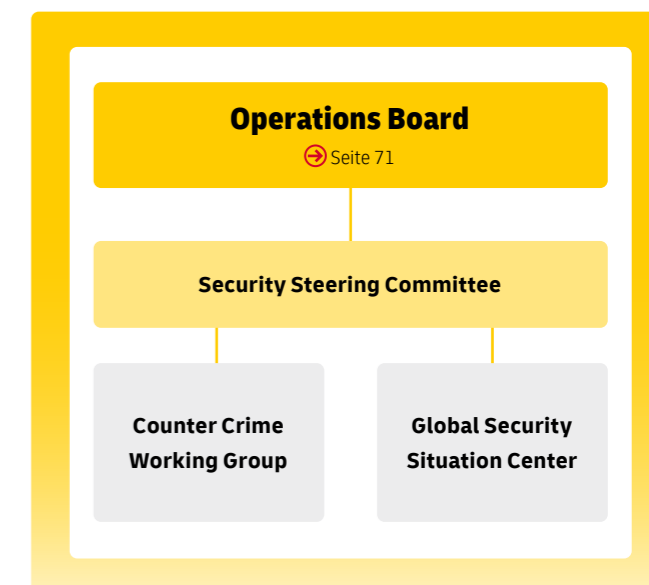 Operations Board
Seite 71
Security Steering Committee
Counter Crime
Working Group
Global Security
Situation Center